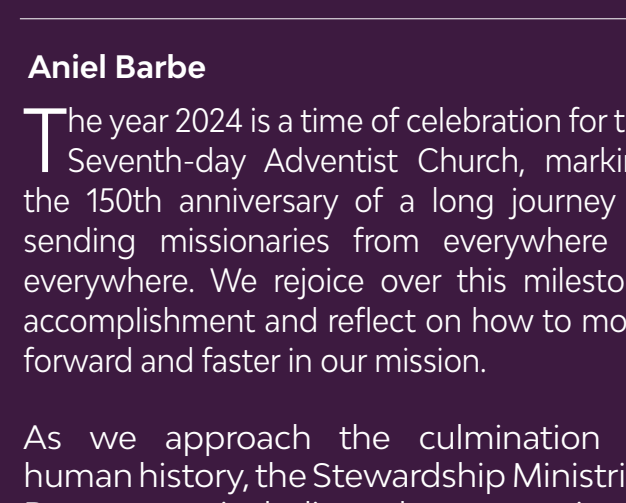 Aniel Barbe
The year 2024 is a time of celebration for t
Seventh-day Adventist Church, marki
the 150th anniversary of a long journey
sending missionaries from everywhere
everywhere. We rejoice over this milesto
accomplishment and reflect on how to mo
forward and faster in our mission.
As we approach the culmination
human history, the Stewardship Ministri